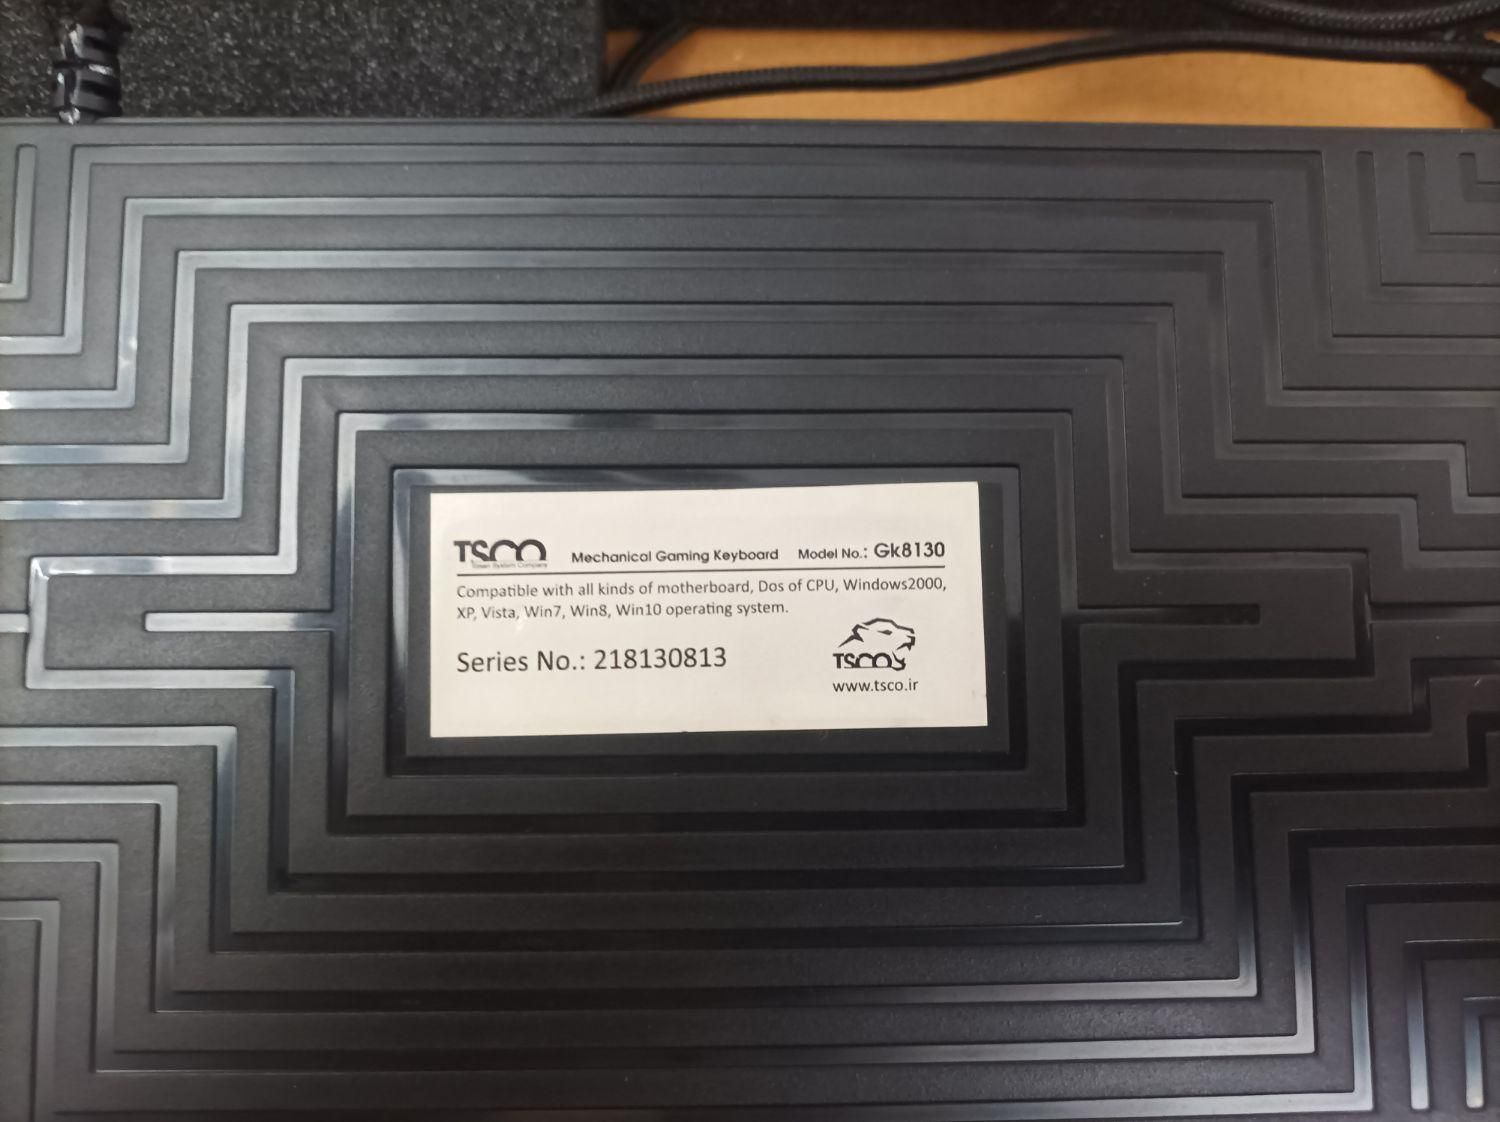 TSCO
Tosan System Company
Mechanical Gaming Keyboard Model No.: Gk8130
Compatible with all kinds of motherboard, Dos of CPU, Windows2000,
XP, Vista, Win7, Win8, Win10 operating system.
Series No.: 218130813
TSCO
www.tsco.ir